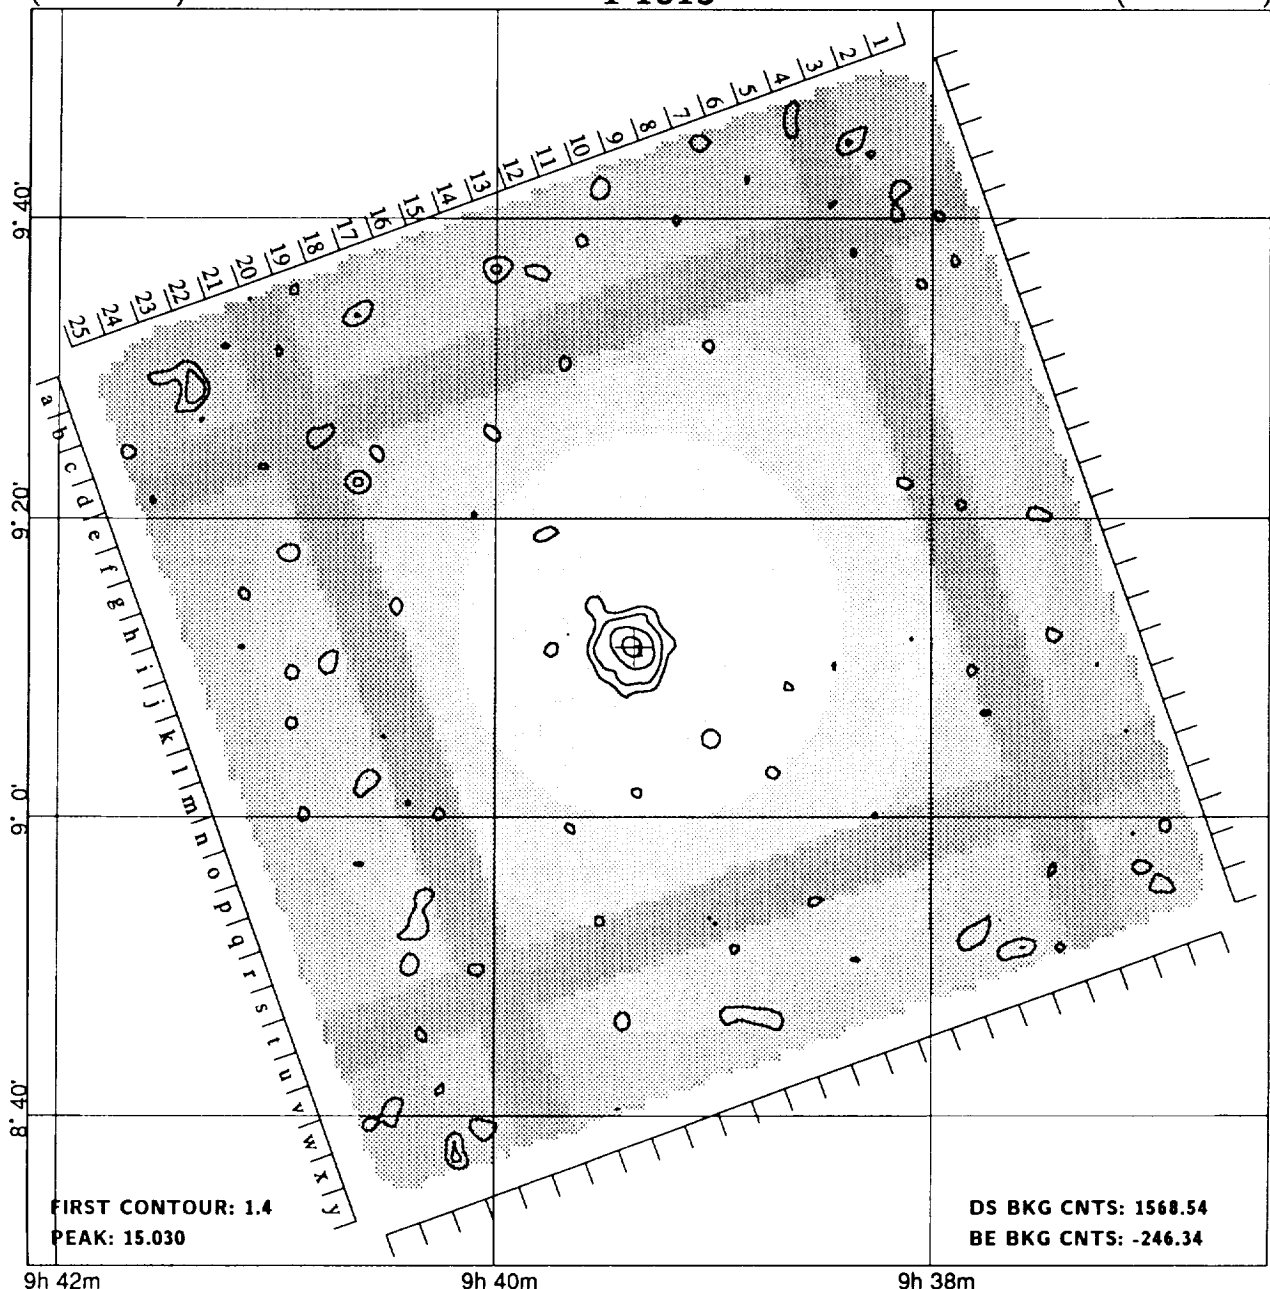 1 2 3 4 5 6 7 8 9 10 11 12 13 14 15 16 17 18 19 20 21 22 23 24 25
9° 40'
9° 20'
9° 0'
8° 40'
a b c d e f g h i j k l m n o p q r s t u v w x y
FIRST CONTOUR: 1.4
PEAK: 15.030
DS BKG CNTS: 1568.54
BE BKG CNTS: -246.34
9h 42m
9h 40m
9h 38m